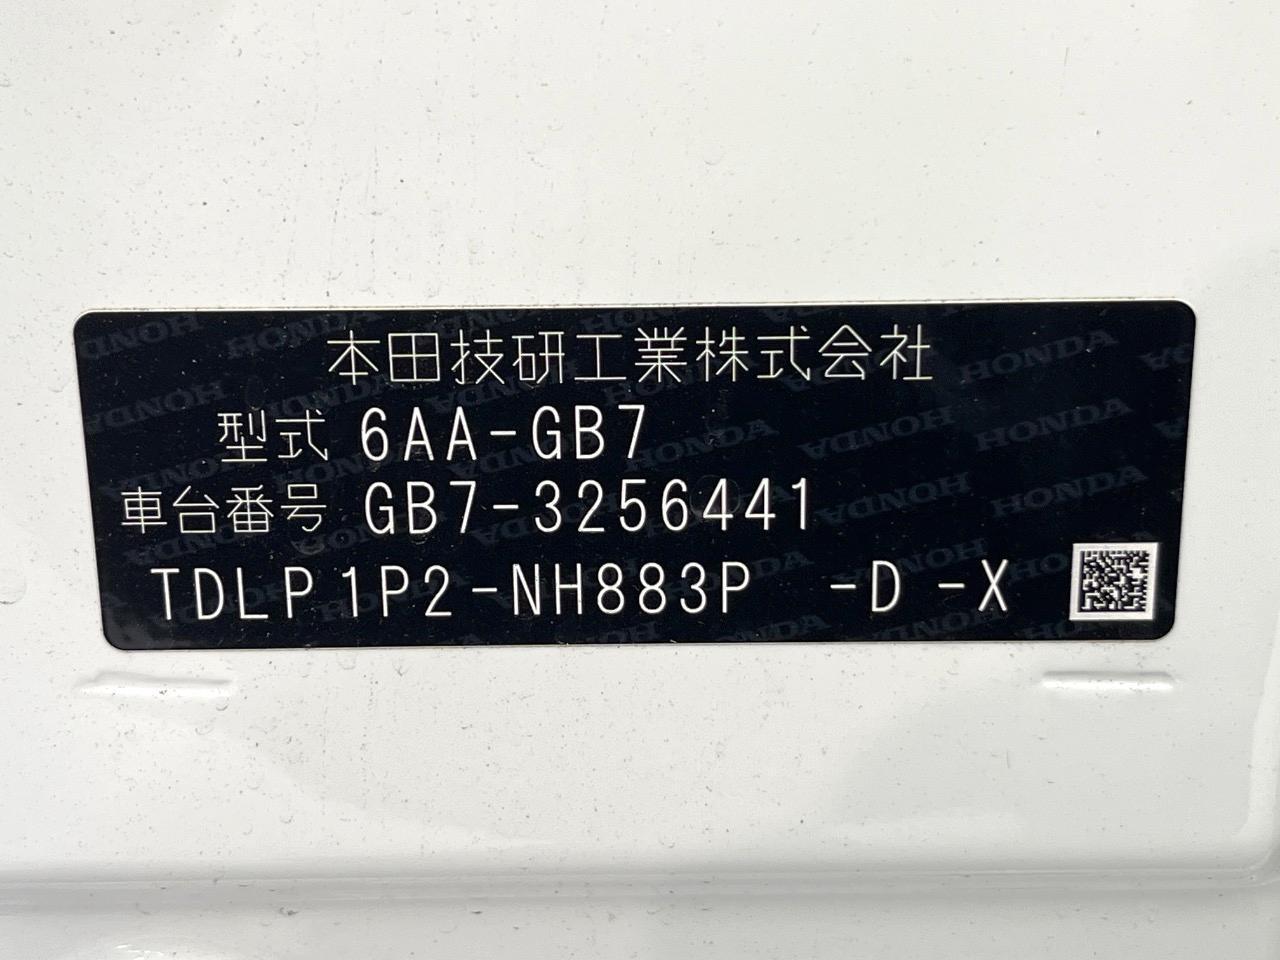 本田技研工業株式会社
型式 6AA-GB7
車台番号 GB7-3256441
TDLP1P2-NH883P -D -X